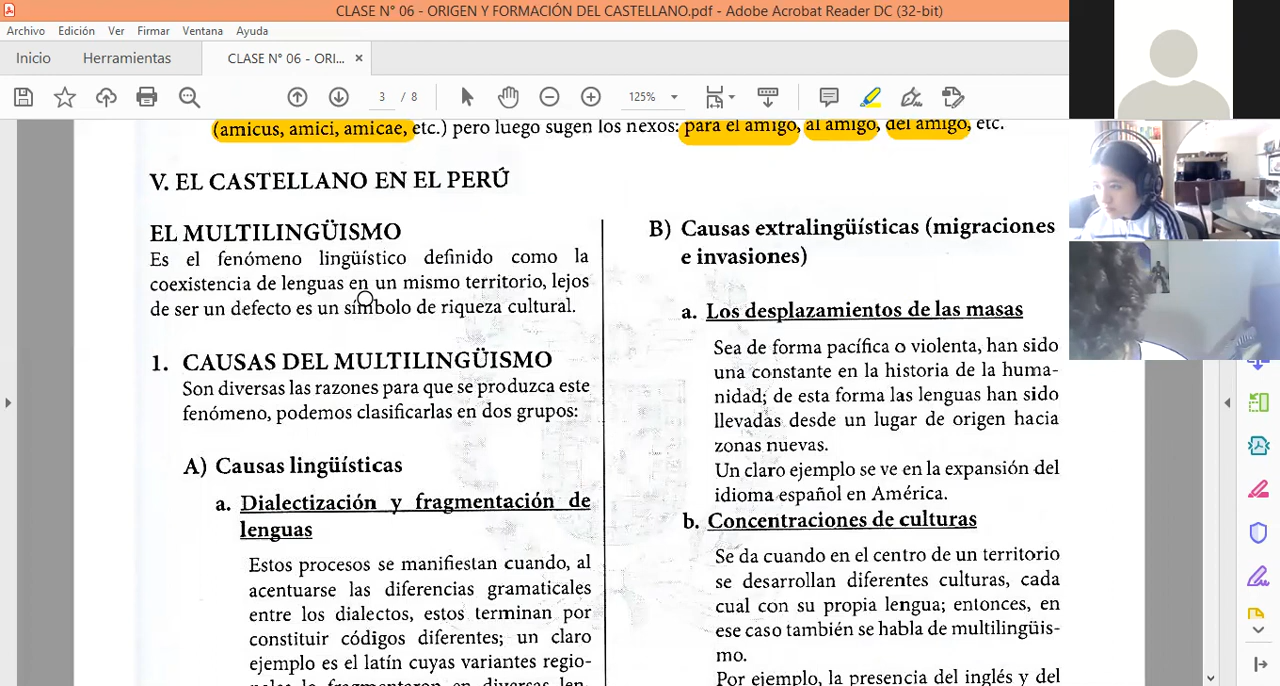 CLASE N° 06 - ORIGEN Y FORMACIÓN DEL CASTELLANO.pdf - Adobe Acrobat Reader DC (32-bit)
Archivo Edición Ver Firmar Ventana Ayuda
Inicio Herramientas CLASE N° 06 - ORI... ×
3 / 8 125%
(amicus, amici, amicae, etc.) pero luego sugen los nexos: para el amigo, al amigo, del amigo, etc.
V. EL CASTELLANO EN EL PERÚ
EL MULTILINGÜISMO
Es el fenómeno lingüístico definido como la
coexistencia de lenguas en un mismo territorio, lejos
de ser un defecto es un símbolo de riqueza cultural.
1. CAUSAS DEL MULTILINGÜISMO
Son diversas las razones para que se produzca este
fenómeno, podemos clasificarlas en dos grupos:
A) Causas lingüísticas
a. Dialectización y fragmentación de
lenguas
Estos procesos se manifiestan cuando, al
acentuarse las diferencias gramaticales
entre los dialectos, estos terminan por
constituir códigos diferentes; un claro
ejemplo es el latín cuyas variantes regio-
nales lo fragmentaron en diversas len-
B) Causas extralingüísticas (migraciones
e invasiones)
a. Los desplazamientos de las masas
Sea de forma pacífica o violenta, han sido
una constante en la historia de la huma-
nidad; de esta forma las lenguas han sido
llevadas desde un lugar de origen hacia
zonas nuevas.
Un claro ejemplo se ve en la expansión del
idioma español en América.
b. Concentraciones de culturas
Se da cuando en el centro de un territorio
se desarrollan diferentes culturas, cada
cual con su propia lengua; entonces, en
ese caso también se habla de multilingüis-
mo.
Por ejemplo, la presencia del inglés y del